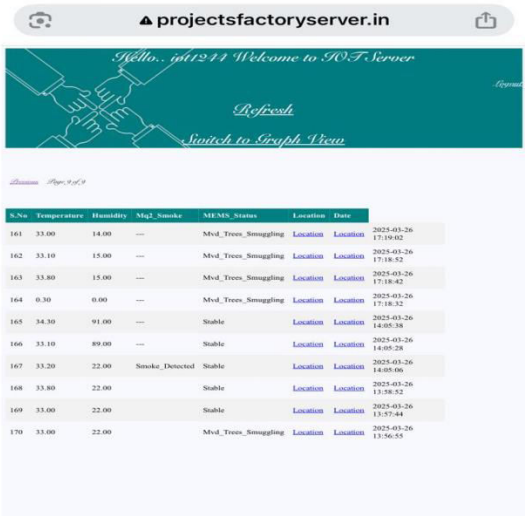 projectsfactoryserver.in
Hello.. iot1244 Welcome to IOT Server
Logout
Refresh
Switch to Graph View
Previous Page 9 of 9
S.No Temperature Humidity Mq2_Smoke MEMS_Status Location Date
161 33.00 14.00 --- Mvd_Trees_Smuggling Location Location 2025-03-26 17:19:02
162 33.10 15.00 --- Mvd_Trees_Smuggling Location Location 2025-03-26 17:18:52
163 33.80 15.00 --- Mvd_Trees_Smuggling Location Location 2025-03-26 17:18:42
164 0.30 0.00 --- Mvd_Trees_Smuggling Location Location 2025-03-26 17:18:32
165 34.30 91.00 --- Stable Location Location 2025-03-26 14:05:38
166 33.10 89.00 --- Stable Location Location 2025-03-26 14:05:28
167 33.20 22.00 Smoke_Detected Stable Location Location 2025-03-26 14:05:06
168 33.80 22.00 Stable Location Location 2025-03-26 13:58:52
169 33.00 22.00 Stable Location Location 2025-03-26 13:57:44
170 33.00 22.00 Mvd_Trees_Smuggling Location Location 2025-03-26 13:56:55